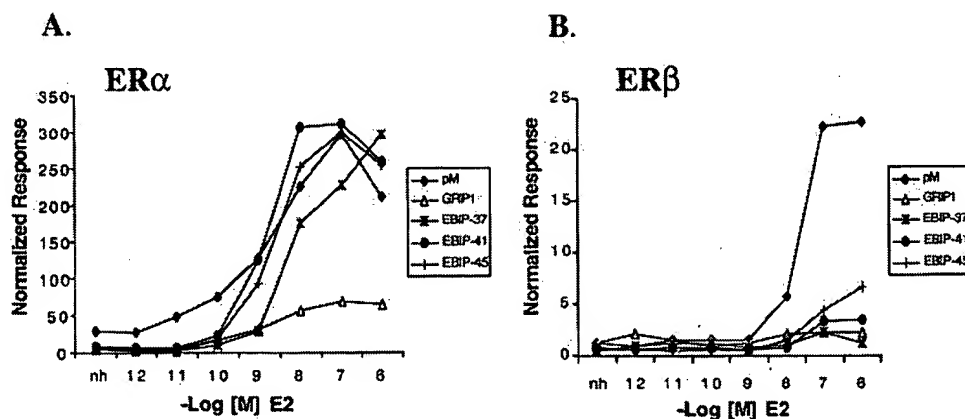 A.
ERα
Normalized Response
350
300
250
200
150
100
50
0
nh 12 11 10 9 8 7 6
-Log [M] E2
pM
GRIP1
EBIP-37
EBIP-41
EBIP-45
B.
ERβ
Normalized Response
25
20
15
10
5
0
nh 12 11 10 9 8 7 6
-Log [M] E2
pM
GRIP1
EBIP-37
EBIP-41
EBIP-45